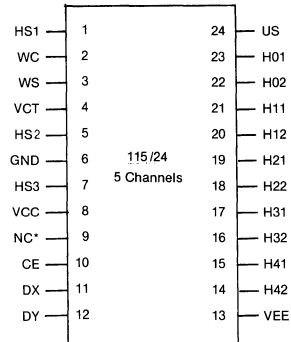 HS1 1 24 US
WC 2 23 H01
WS 3 22 H02
VCT 4 21 H11
HS2 5 20 H12
GND 6 115/24 19 H21
5 Channels
HS3 7 18 H22
VCC 8 17 H31
NC* 9 16 H32
CE 10 15 H41
DX 11 14 H42
DY 12 13 VEE